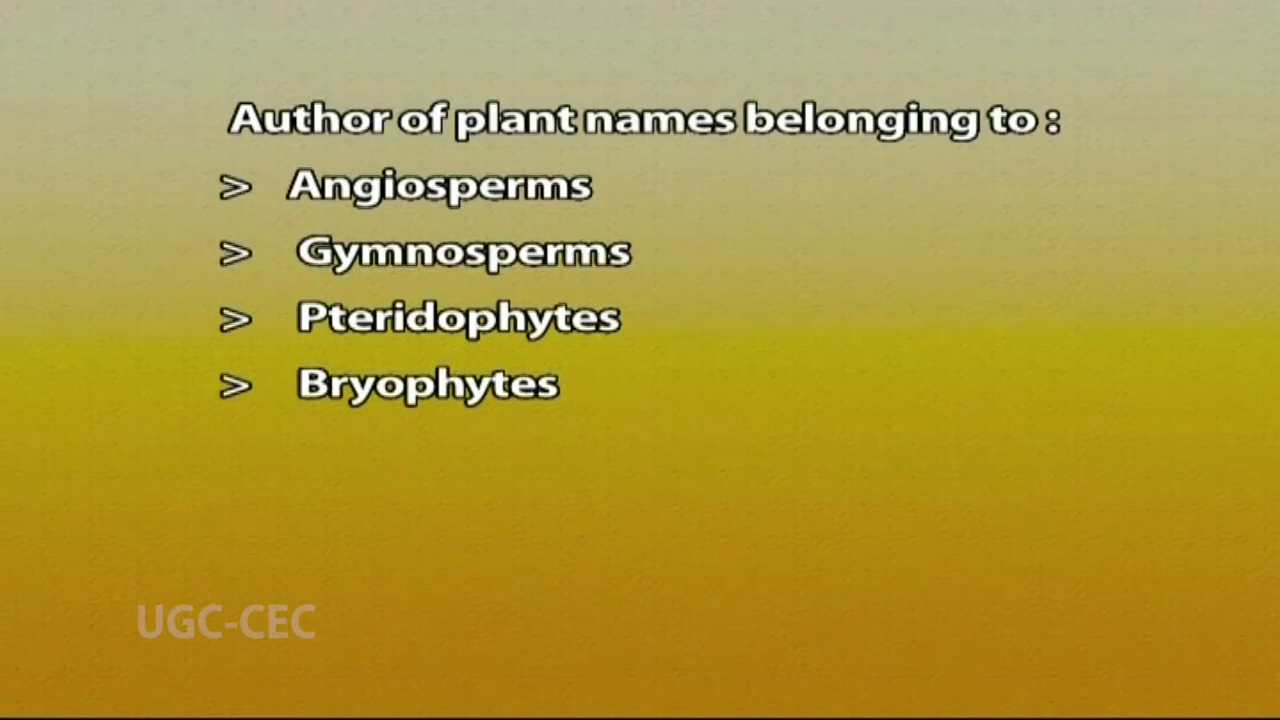 Author of plant names belonging to :
> Angiosperms
> Gymnosperms
> Pteridophytes
> Bryophytes
UGC-CEC